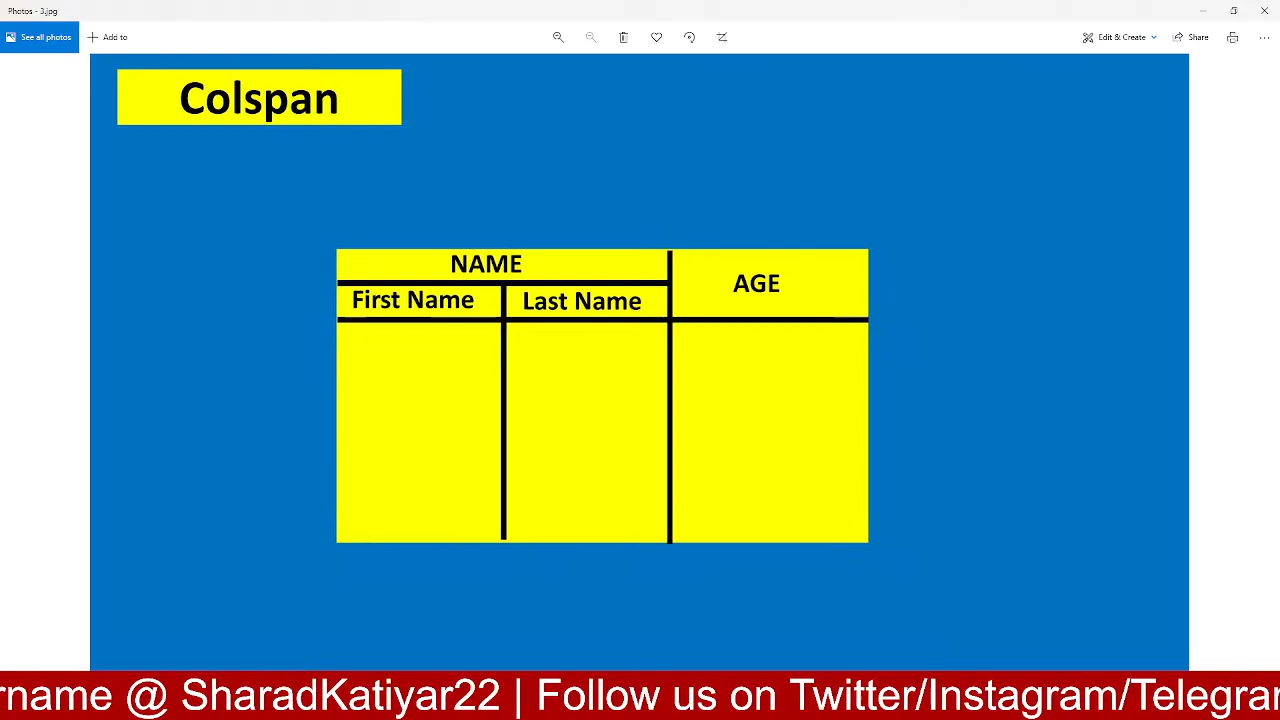 Photos - 3.jpg
See all photos
Add to
Edit & Create
Share
Colspan
NAME
AGE
First Name
Last Name
rname @ SharadKatiyar22 | Follow us on Twitter/Instagram/Telegra